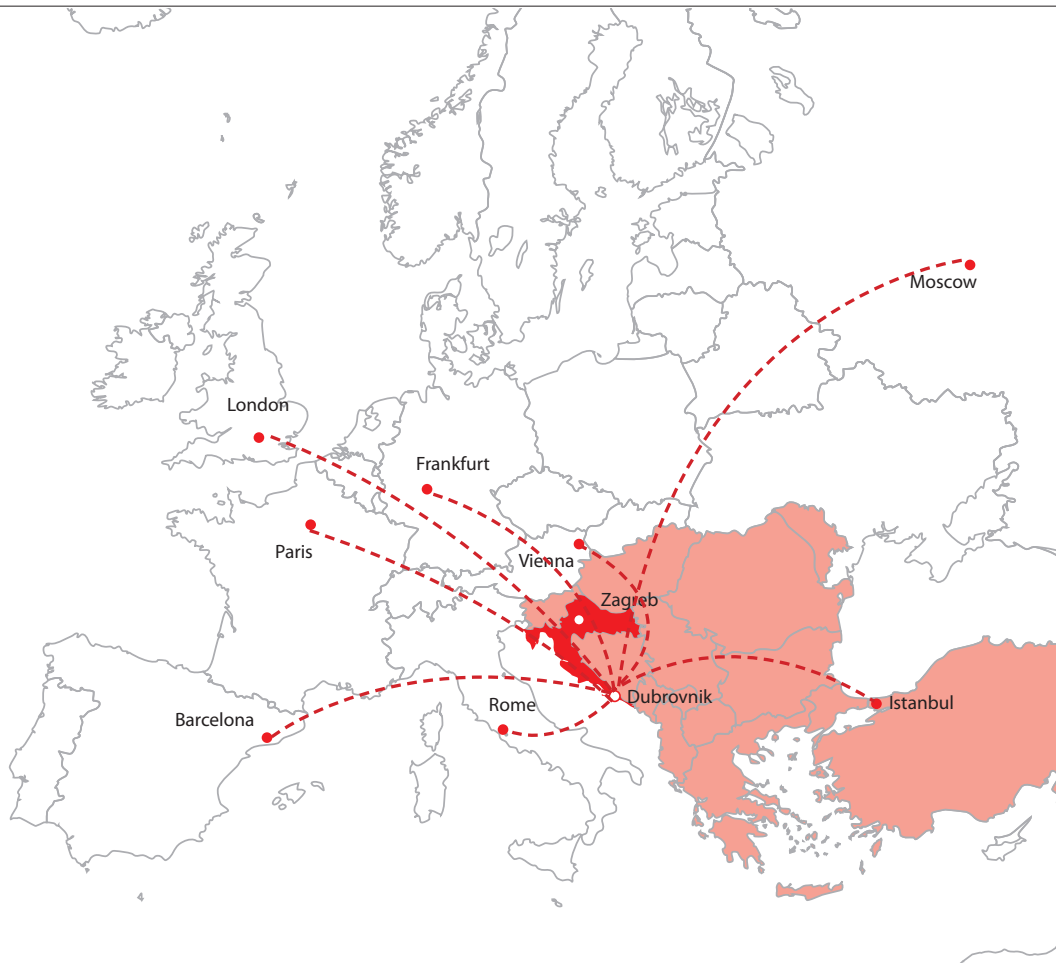 Moscow
London
Frankfurt
Paris
Vienna
Zagreb
Dubrovnik
Rome
Istanbul
Barcelona